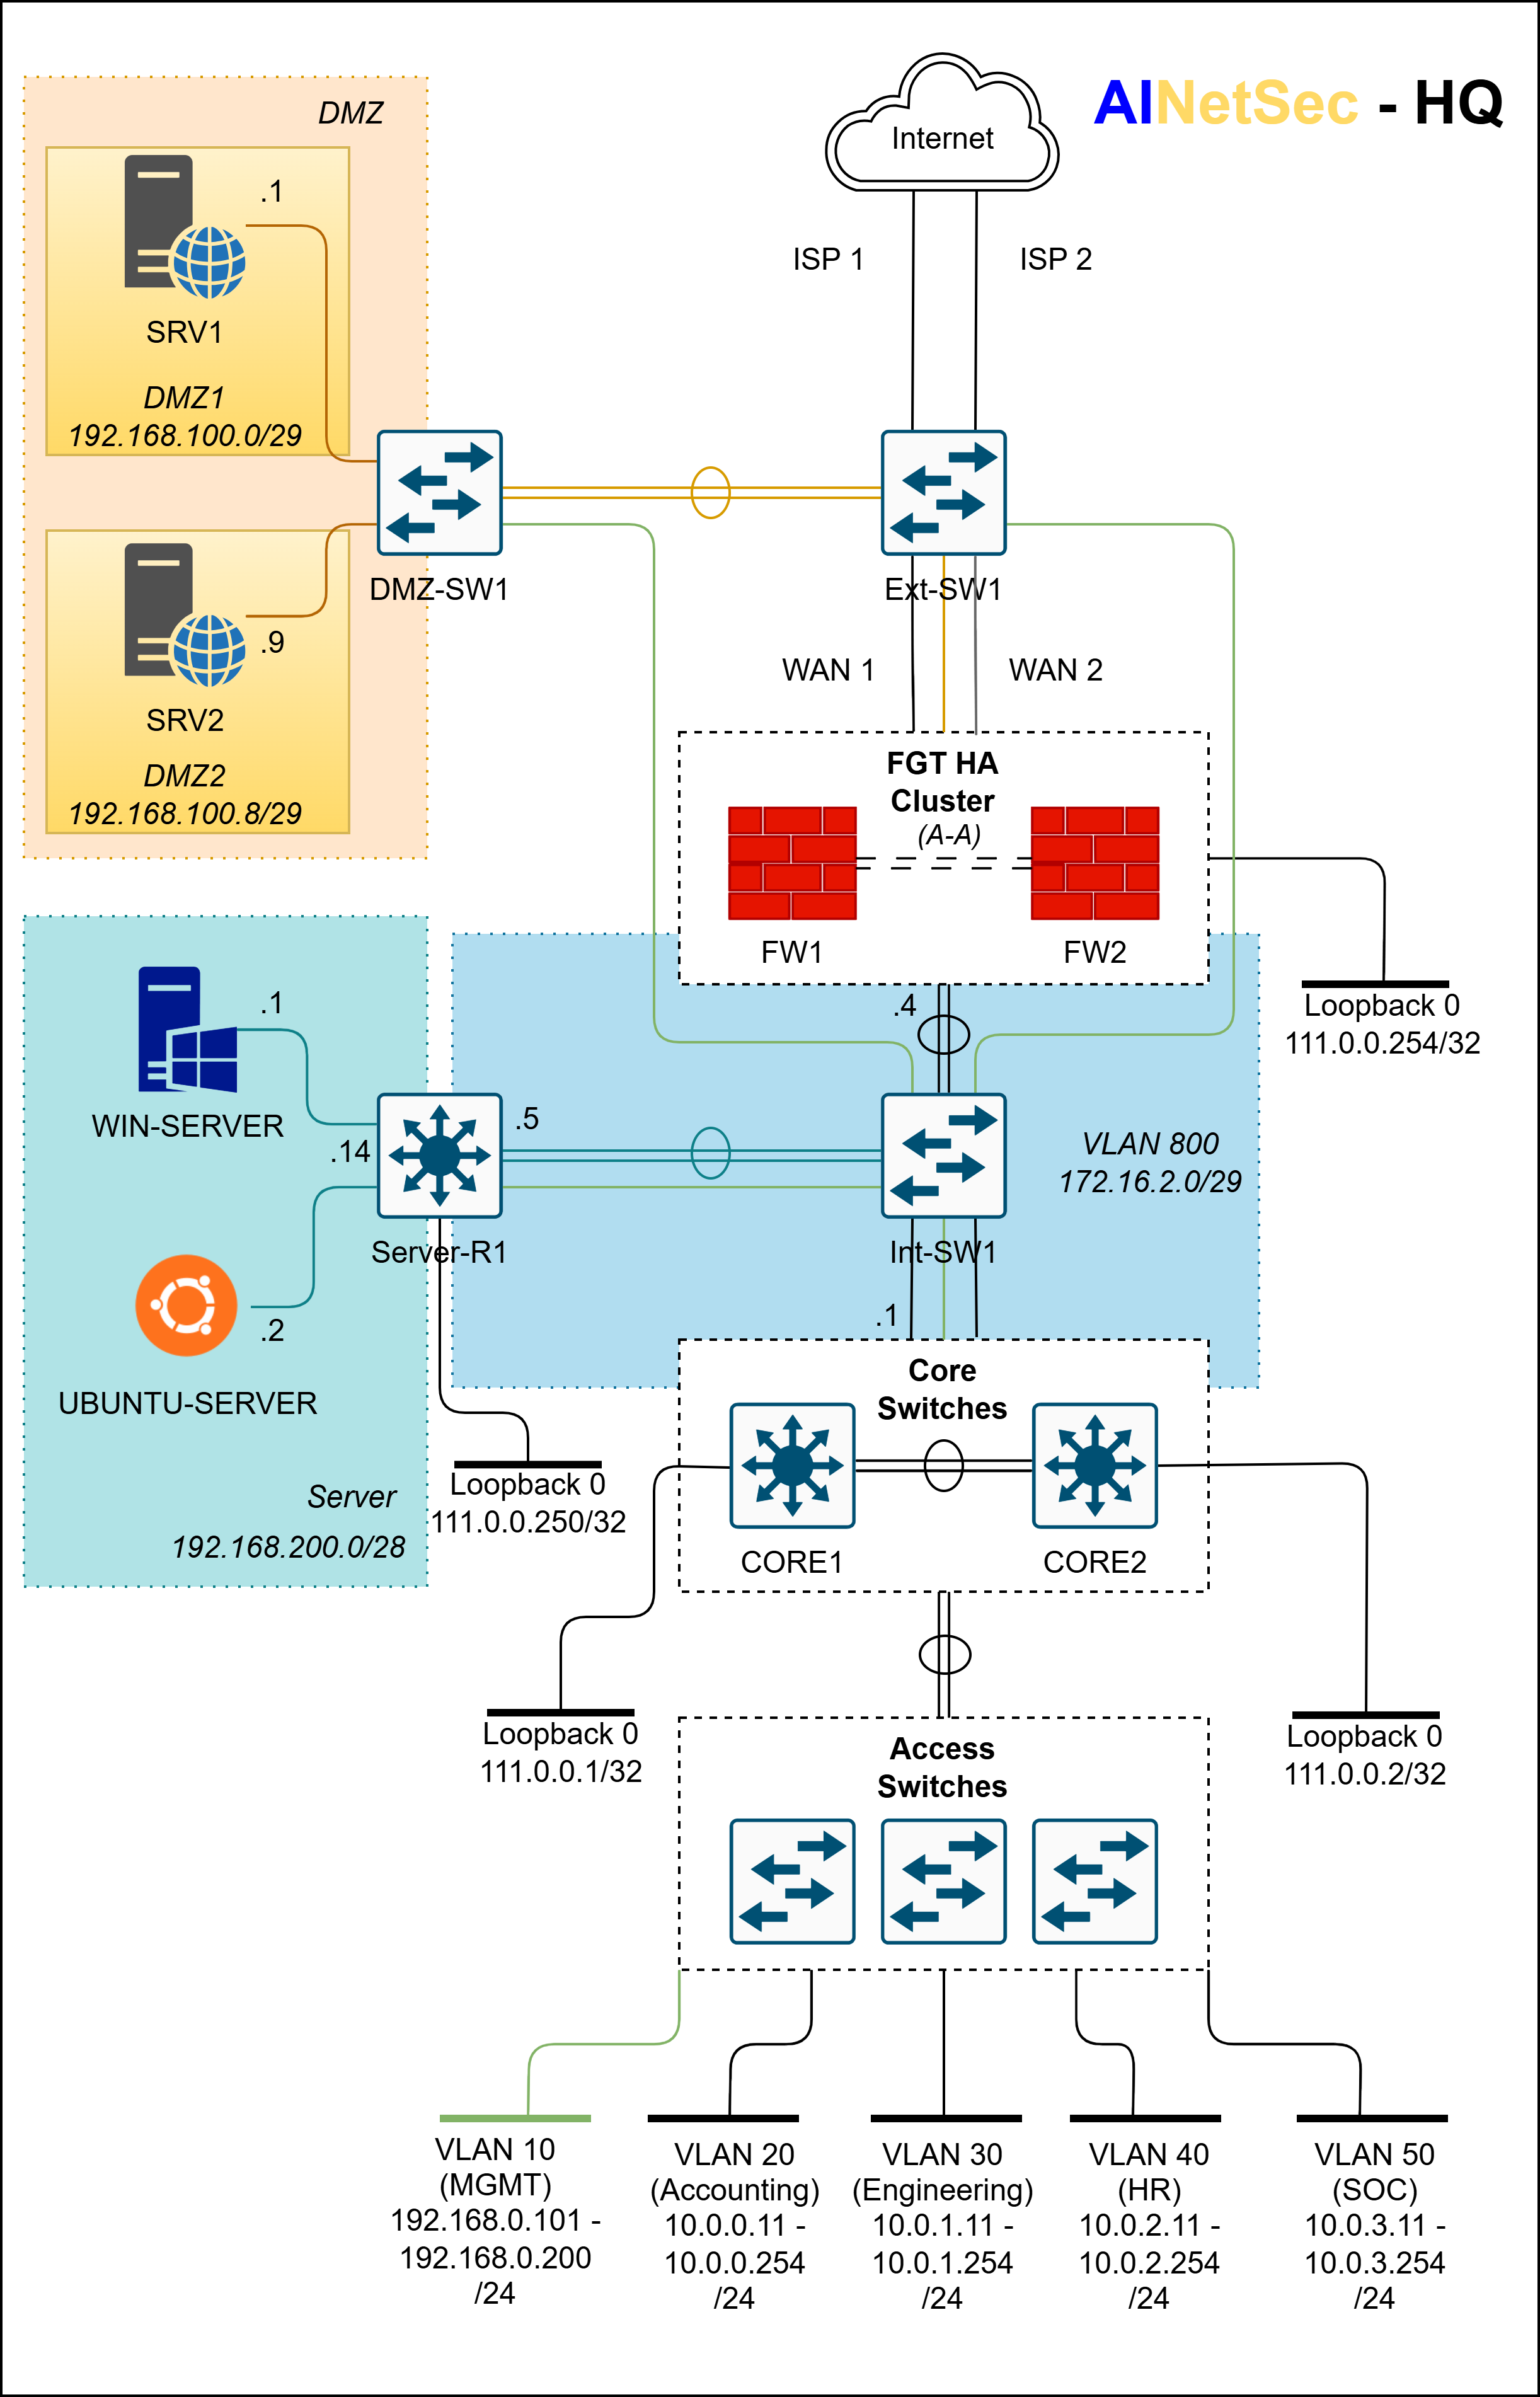 AINetSec - HQ
Internet
ISP 1
ISP 2
DMZ
.1
SRV1
DMZ1
192.168.100.0/29
DMZ-SW1
Ext-SW1
.9
SRV2
DMZ2
192.168.100.8/29
WAN 1
WAN 2
FGT HA
Cluster
(A-A)
FW1
FW2
Loopback 0
111.0.0.254/32
.4
.1
WIN-SERVER
.14
.5
VLAN 800
172.16.2.0/29
Server-R1
Int-SW1
.2
UBUNTU-SERVER
.1
Core
Switches
Server
192.168.200.0/28
Loopback 0
111.0.0.250/32
CORE1
CORE2
Loopback 0
111.0.0.1/32
Loopback 0
111.0.0.2/32
Access
Switches
VLAN 10
(MGMT)
192.168.0.101 -
192.168.0.200
/24
VLAN 20
(Accounting)
10.0.0.11 -
10.0.0.254
/24
VLAN 30
(Engineering)
10.0.1.11 -
10.0.1.254
/24
VLAN 40
(HR)
10.0.2.11 -
10.0.2.254
/24
VLAN 50
(SOC)
10.0.3.11 -
10.0.3.254
/24